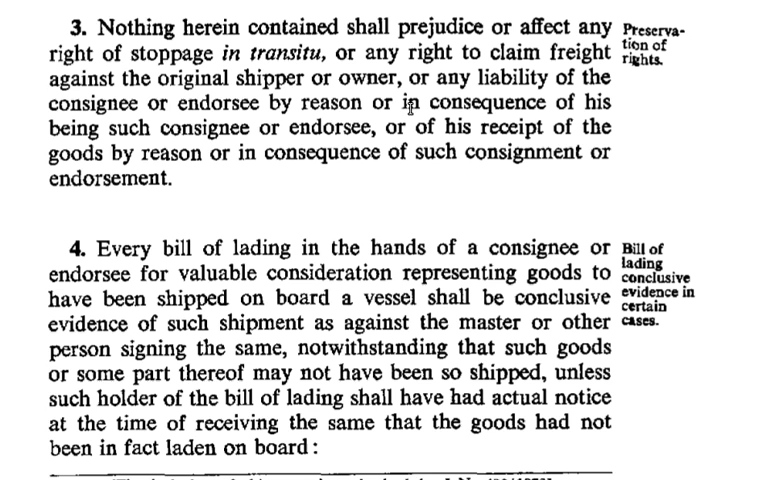 3. Nothing herein contained shall prejudice or affect any
right of stoppage in transitu, or any right to claim freight
against the original shipper or owner, or any liability of the
consignee or endorsee by reason or in consequence of his
being such consignee or endorsee, or of his receipt of the
goods by reason or in consequence of such consignment or
endorsement.
Preserva-
tion of
rights.
4. Every bill of lading in the hands of a consignee or
endorsee for valuable consideration representing goods to
have been shipped on board a vessel shall be conclusive
evidence of such shipment as against the master or other
person signing the same, notwithstanding that such goods
or some part thereof may not have been so shipped, unless
such holder of the bill of lading shall have had actual notice
at the time of receiving the same that the goods had not
been in fact laden on board :
Bill of
lading
conclusive
evidence in
certain
cases.